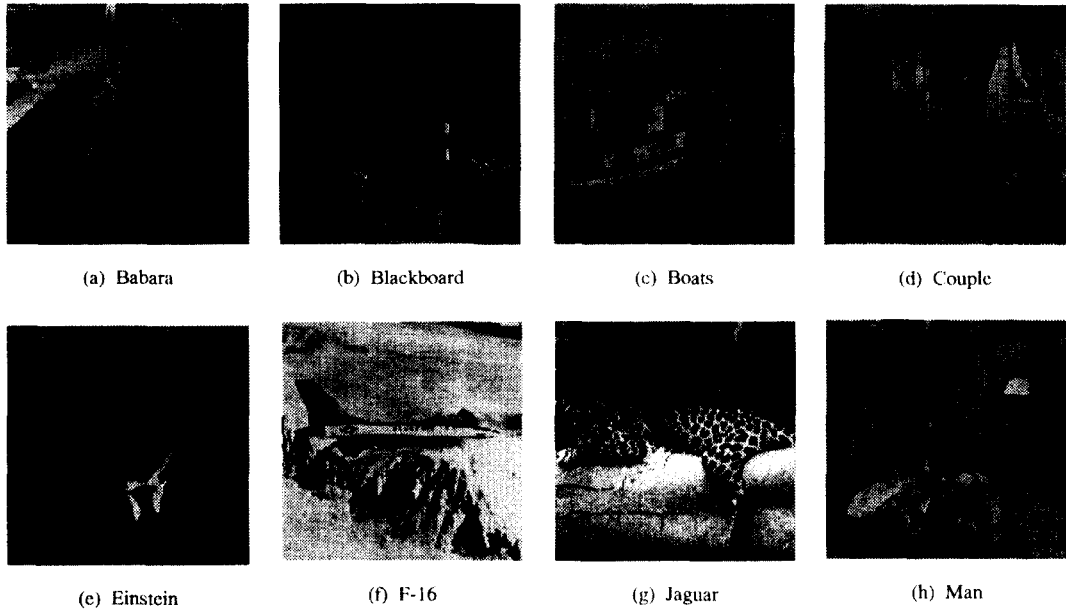 (a) Babara
(b) Blackboard
(c) Boats
(d) Couple
(e) Einstein
(f) F-16
(g) Jaguar
(h) Man